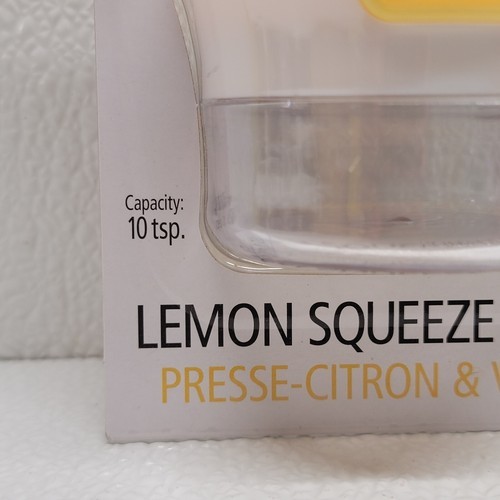 Capacity:
10 tsp.
LEMON SQUEEZE
PRESSE-CITRON &